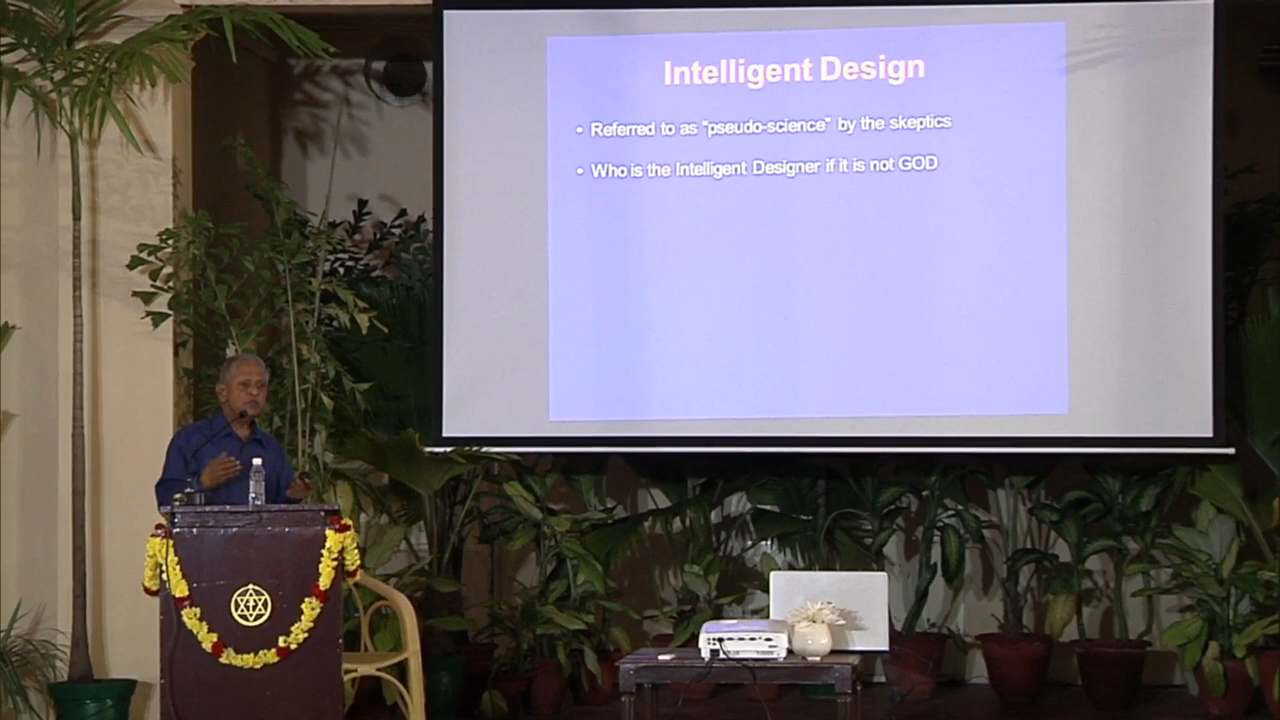 Intelligent Design
• Referred to as "pseudo-science" by the skeptics
• Who is the Intelligent Designer if it is not GOD